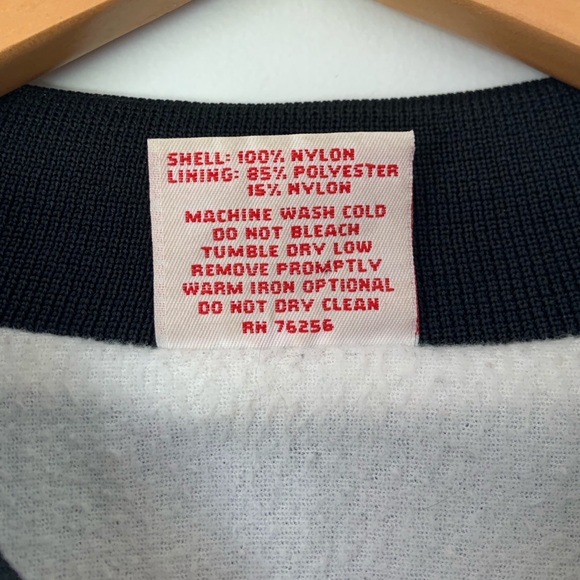 SHELL: 100% NYLON
LINING: 85% POLYESTER
15% NYLON
MACHINE WASH COLD
DO NOT BLEACH
TUMBLE DRY LOW
REMOVE PROMPTLY
WARM IRON OPTIONAL
DO NOT DRY CLEAN
RN 76256